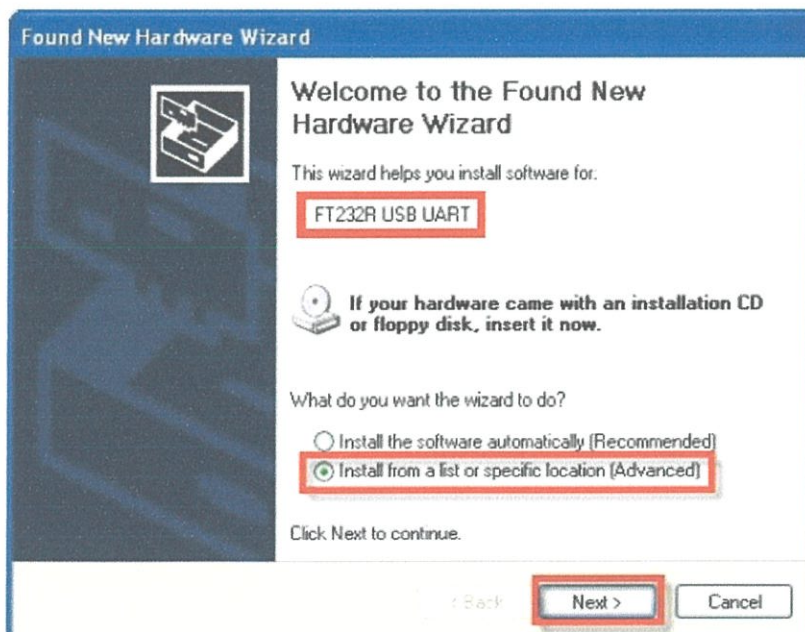 Found New Hardware Wizard
Welcome to the Found New
Hardware Wizard
This wizard helps you install software for:
FT232R USB UART
If your hardware came with an installation CD
or floppy disk, insert it now.
What do you want the wizard to do?
Install the software automatically (Recommended)
Install from a list or specific location (Advanced)
Click Next to continue.
< Back Next > Cancel